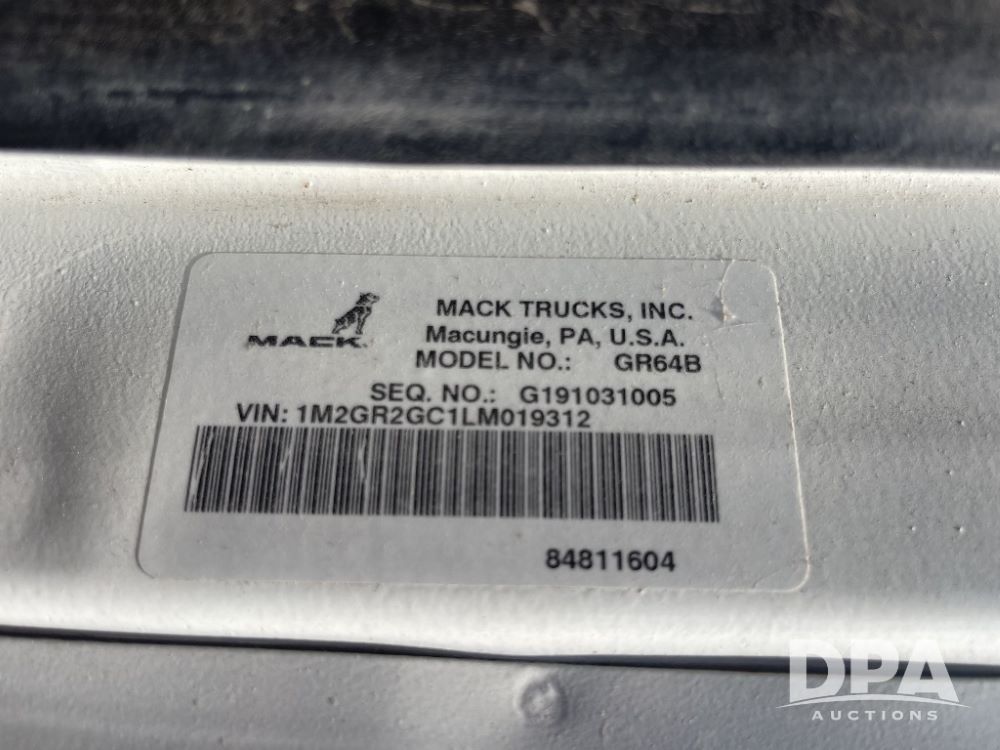 MACK
MACK TRUCKS, INC.
Macungie, PA, U.S.A.
MODEL NO.: GR64B
SEQ. NO.: G191031005
VIN: 1M2GR2GC1LM019312
84811604
DPA
AUCTIONS